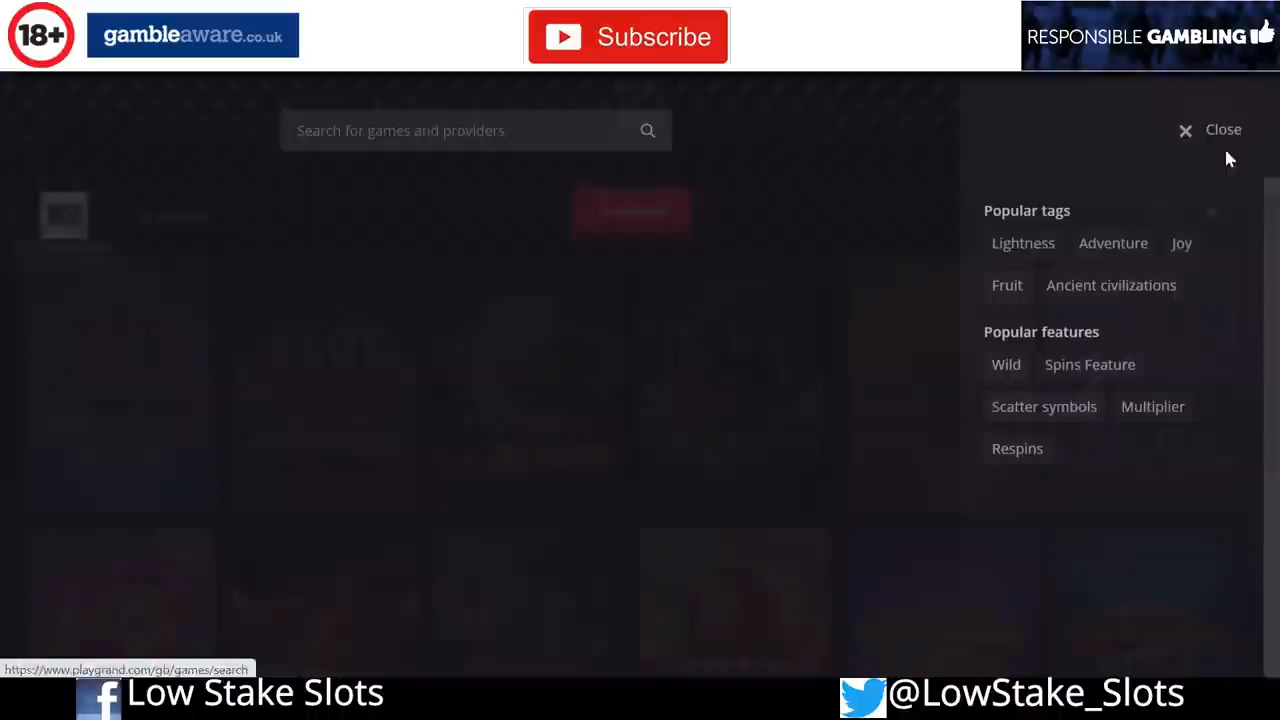 18+
gambleaware.co.uk
Subscribe
RESPONSIBLE GAMBLING
Search for games and providers
Close
Popular tags
Lightness Adventure Joy
Fruit Ancient civilizations
Popular features
Wild Spins Feature
Scatter symbols Multiplier
Respins
https://www.playgrand.com/gb/games/search
f Low Stake Slots
@LowStake_Slots